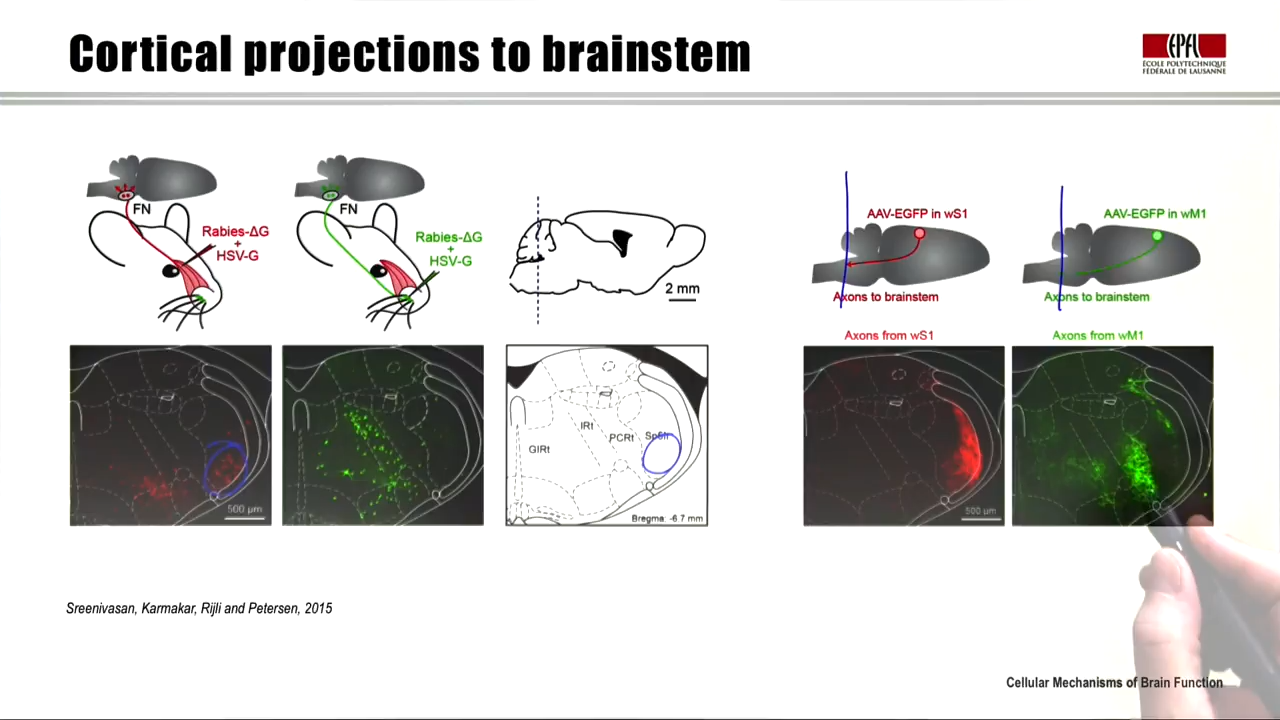 Cortical projections to brainstem
EPFL
ÉCOLE POLYTECHNIQUE
FÉDÉRALE DE LAUSANNE
FN
Rabies-ΔG
+
HSV-G
FN
Rabies-ΔG
+
HSV-G
2 mm
AAV-EGFP in wS1
Axons to brainstem
AAV-EGFP in wM1
Axons to brainstem
Axons from wS1
Axons from wM1
500 µm
GIRt
IRt
PCRt
Sp5Ir
Bregma: -6.7 mm
500 µm
Sreenivasan, Karmakar, Rijli and Petersen, 2015
Cellular Mechanisms of Brain Function